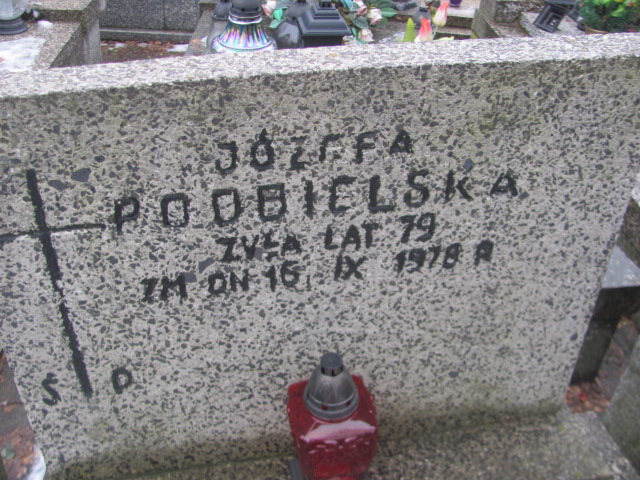 JÓZEFA
PODBIELSKA
ŻYŁA LAT 79
ZM DN 16 IX 1978 R
Ś P